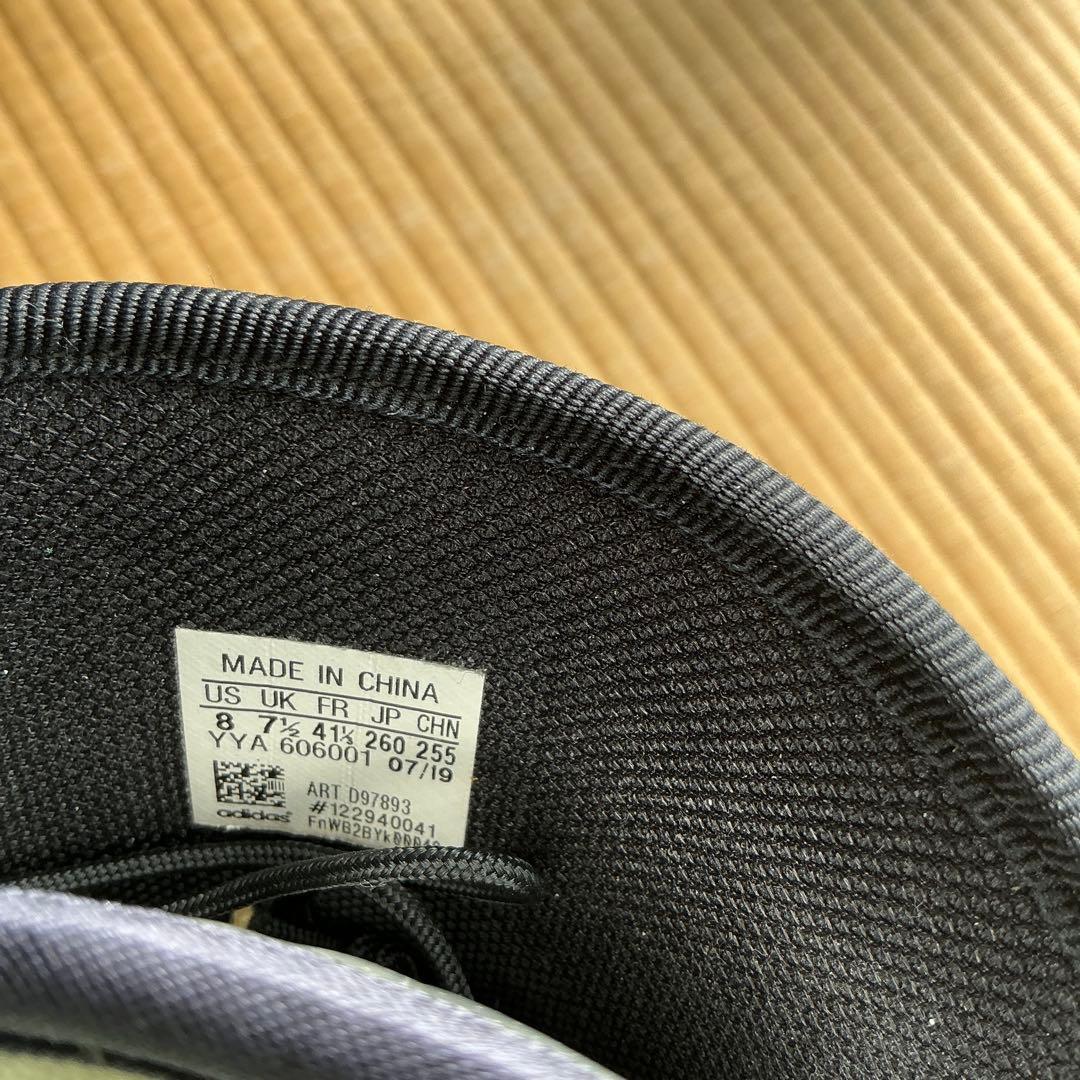 MADE IN CHINA
US UK FR JP CHN
8 7½ 41⅓ 260 255
YYA 606001 07/19
ART D97893
#122940041
adidas